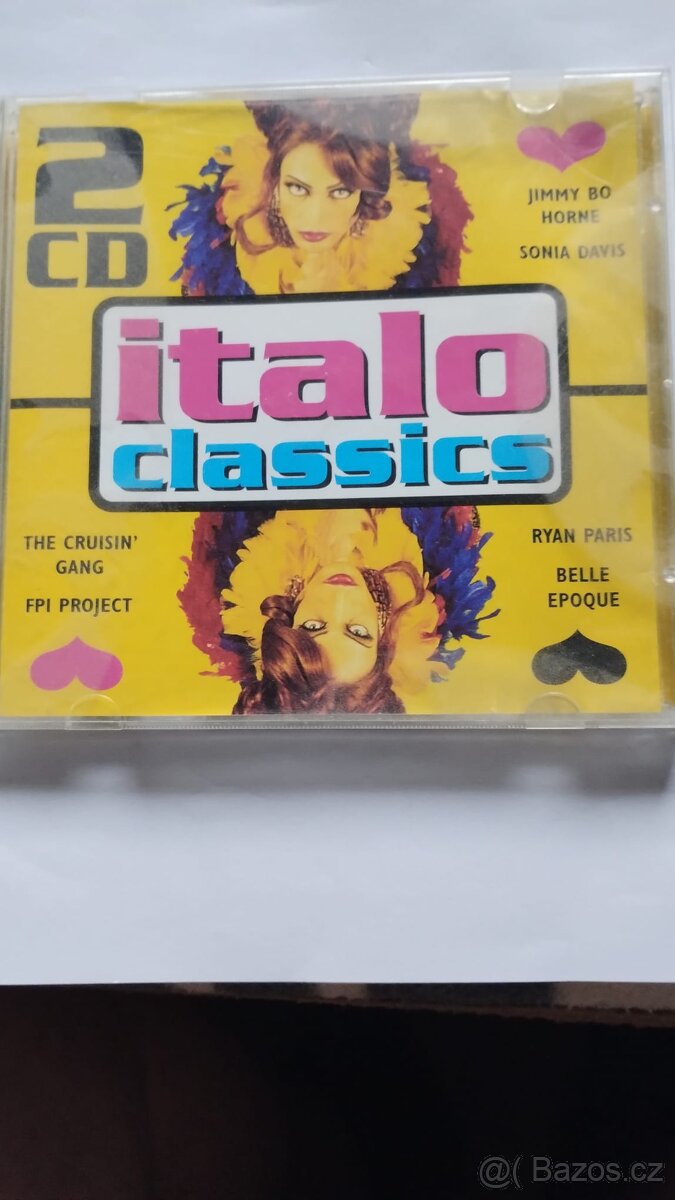 2
CD
JIMMY BO
HORNE
SONIA DAVIS
italo
classics
THE CRUISIN'
GANG
FPI PROJECT
RYAN PARIS
BELLE
EPOQUE
@( Bazos.cz